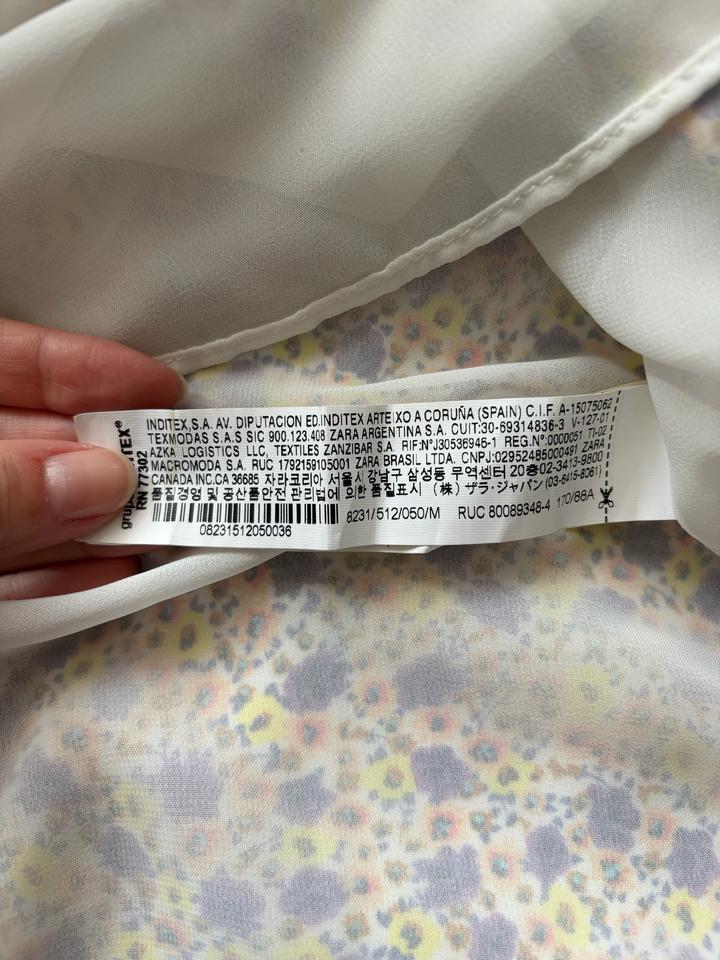 RN 77302
INDITEX,S.A. AV. DIPUTACION ED.INDITEX ARTEIXO A CORUÑA (SPAIN) C.I.F. A-15075062
TEXMODAS S.A.S SIC 900.123.408 ZARA ARGENTINA S.A. CUIT:30-69314836-3 V-127-01
AZKA LOGISTICS LLC, TEXTILES ZANZIBAR S.A. RIF:NºJ30536946-1 REG.Nº:0000051 TI-02
MACROMODA S.A. RUC 1792159105001 ZARA BRASIL LTDA. CNPJ:02952485000491 ZARA
CANADA INC.CA 36685 자라코리아 서울시 강남구 삼성동 무역센터 20층02-3413-9800
품질경영 및 공산품안전 관리법에 의한 품질표시 (株) ザラ・ジャパン (03-6415-8061)
08231512050036
8231/512/050/M RUC 80089348-4 170/88A